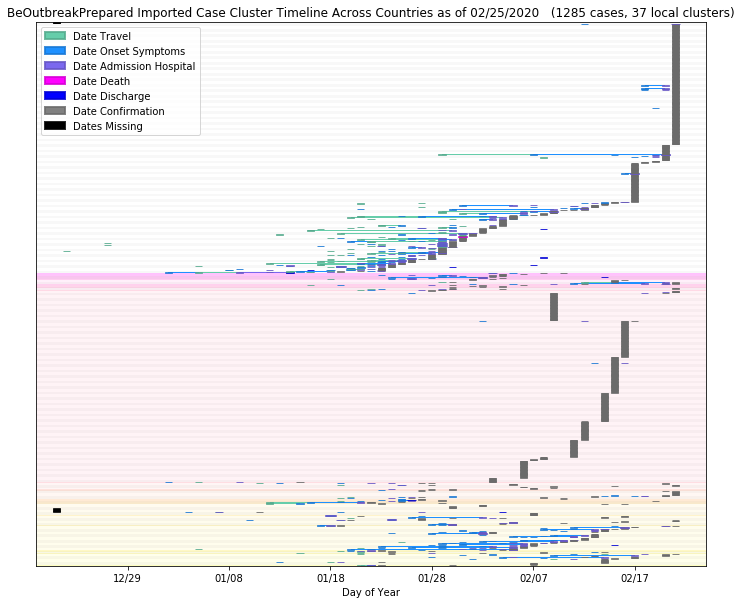 BeOutbreakPrepared Imported Case Cluster Timeline Across Countries as of 02/25/2020 (1285 cases, 37 local clusters)
Date Travel
Date Onset Symptoms
Date Admission Hospital
Date Death
Date Discharge
Date Confirmation
Dates Missing
12/29 01/08 01/18 01/28 02/07 02/17
Day of Year